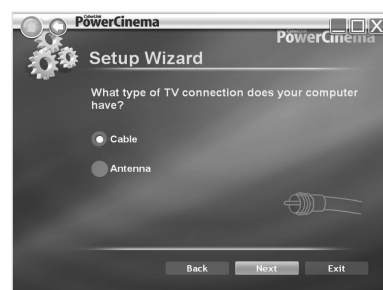 CyberLink
PowerCinema
CyberLink
PowerCinema
Setup Wizard
What type of TV connection does your computer
have?
Cable
Antenna
Back Next Exit